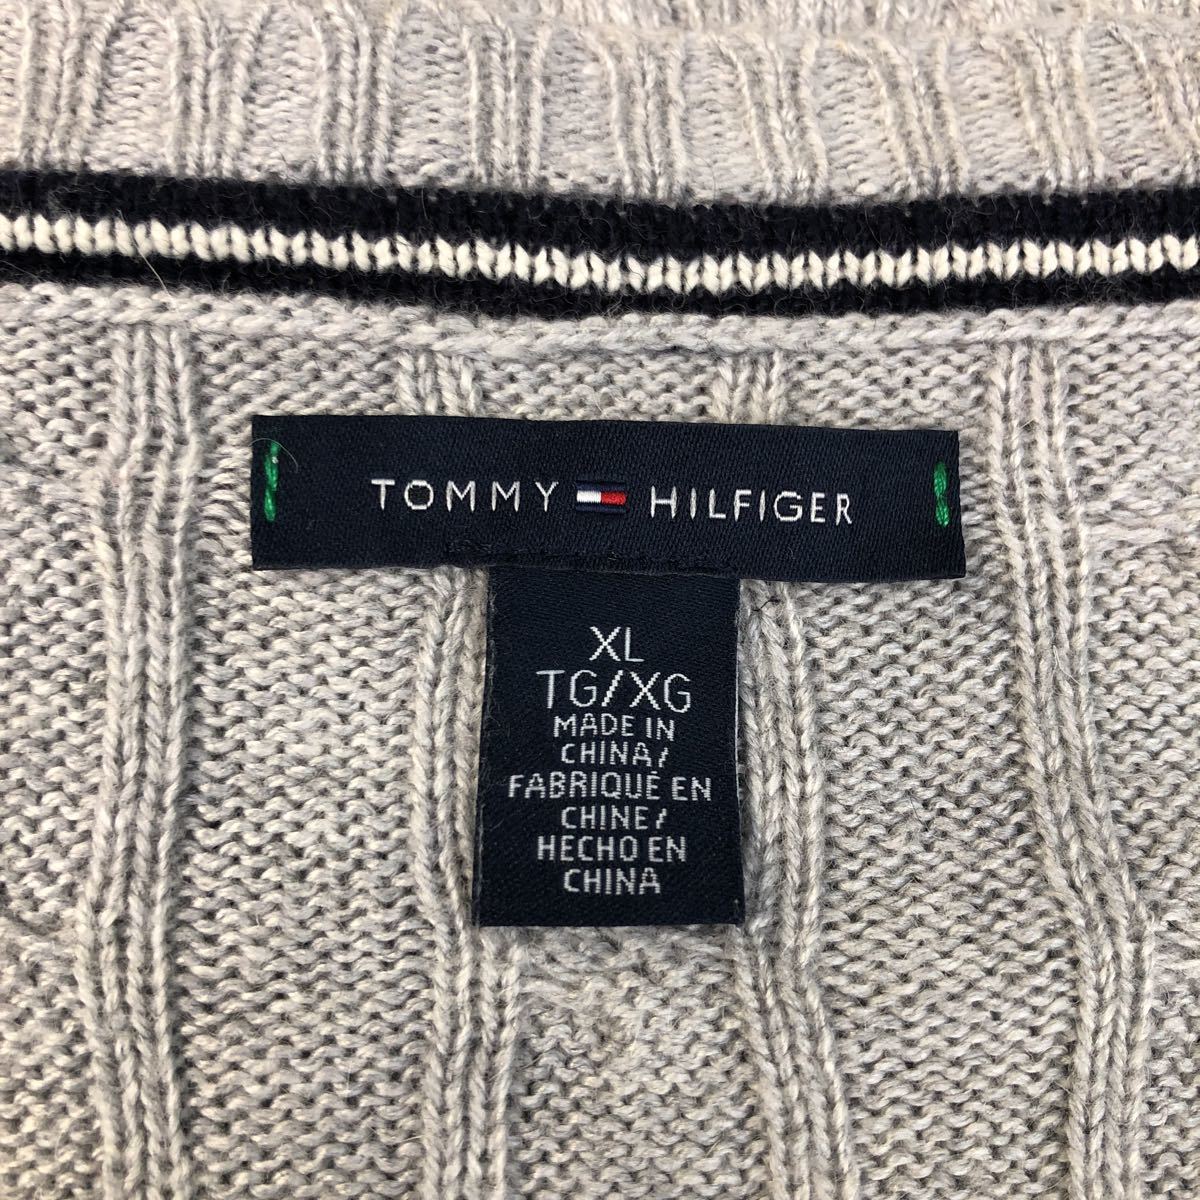 TOMMY HILFIGER
XL
TG/XG
MADE IN
CHINA/
FABRIQUÉ EN
CHINE/
HECHO EN
CHINA